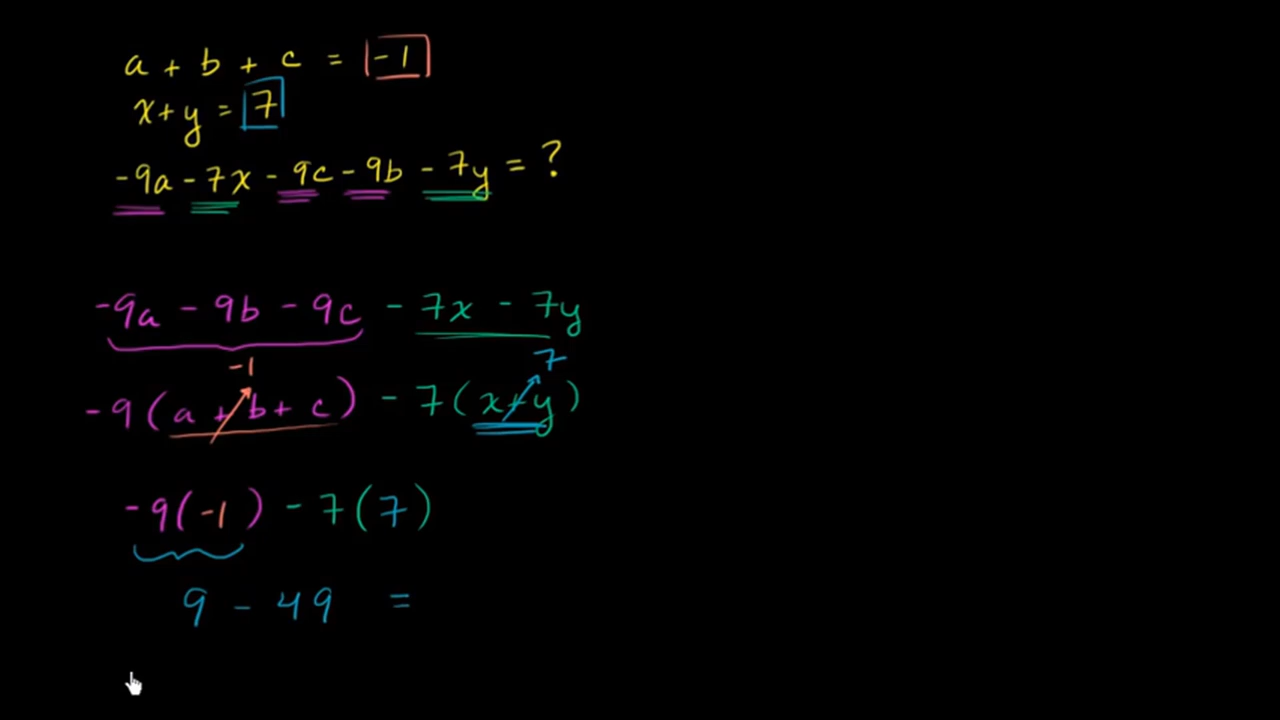 a + b + c = -1
x+y = 7
-9a - 7x - 9c - 9b - 7y = ?
-9a - 9b - 9c - 7x - 7y
-1 7
-9(a + b + c) - 7(x+y)
-9(-1) - 7(7)
9 - 49 =